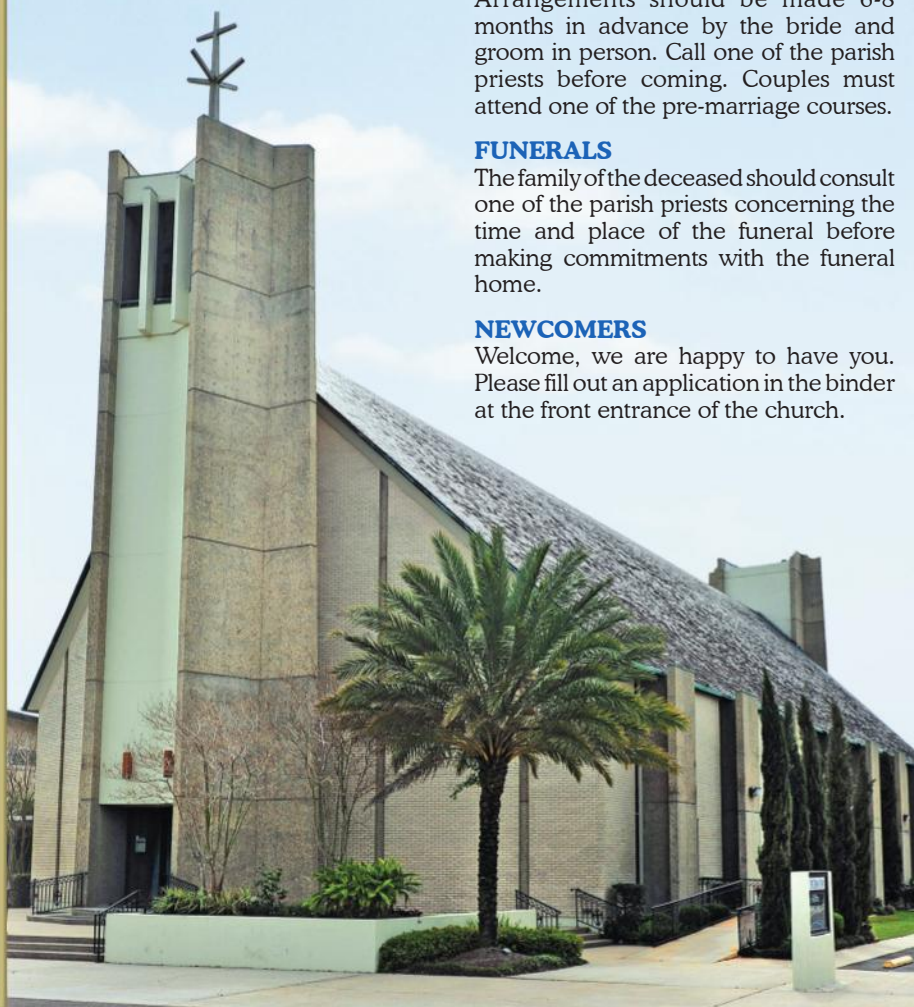 Arrangements should be made 6-8
months in advance by the bride and
groom in person. Call one of the parish
priests before coming. Couples must
attend one of the pre-marriage courses.
FUNERALS
The family of the deceased should consult
one of the parish priests concerning the
time and place of the funeral before
making commitments with the funeral
home.
NEWCOMERS
Welcome, we are happy to have you.
Please fill out an application in the binder
at the front entrance of the church.